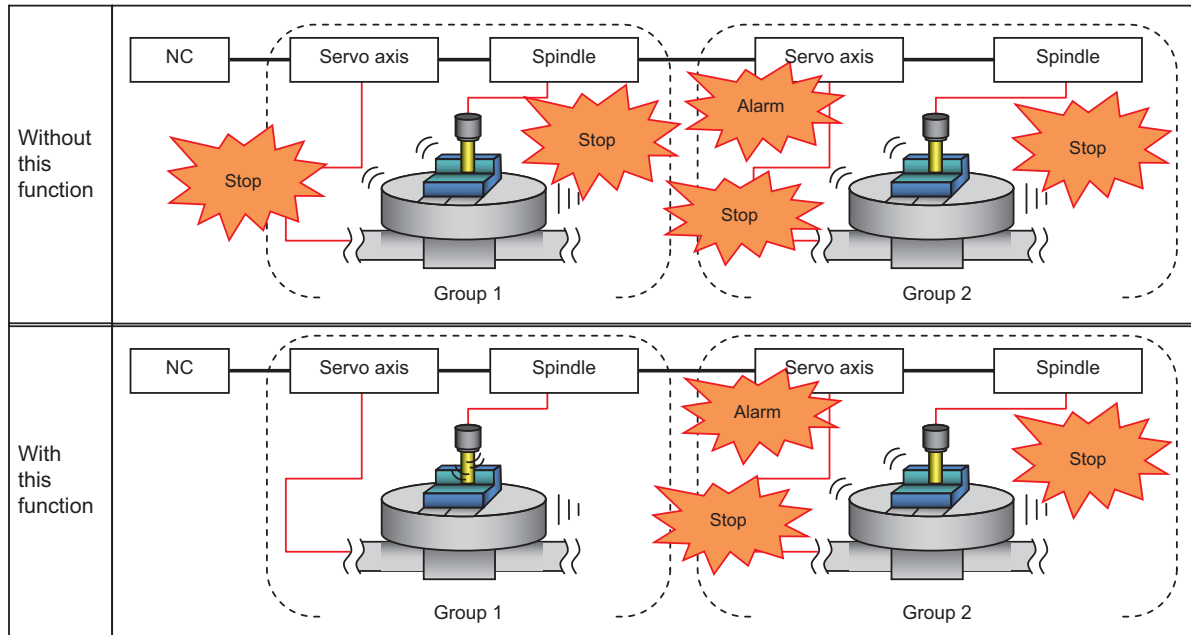 Without
this
function
NC
Servo axis
Spindle
Servo axis
Spindle
Stop
Stop
Alarm
Stop
Stop
Group 1
Group 2
With
this
function
NC
Servo axis
Spindle
Servo axis
Spindle
Alarm
Stop
Stop
Group 1
Group 2